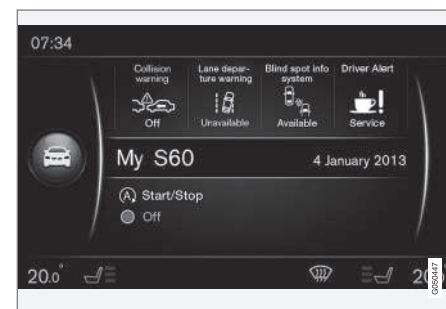 07:34
Collision warning
Off
Lane depar-
ture warning
Unavailable
Blind spot info system
Available
Driver Alert
Service
My S60
4 January 2013
Start/Stop
Off
20.0°
G050447